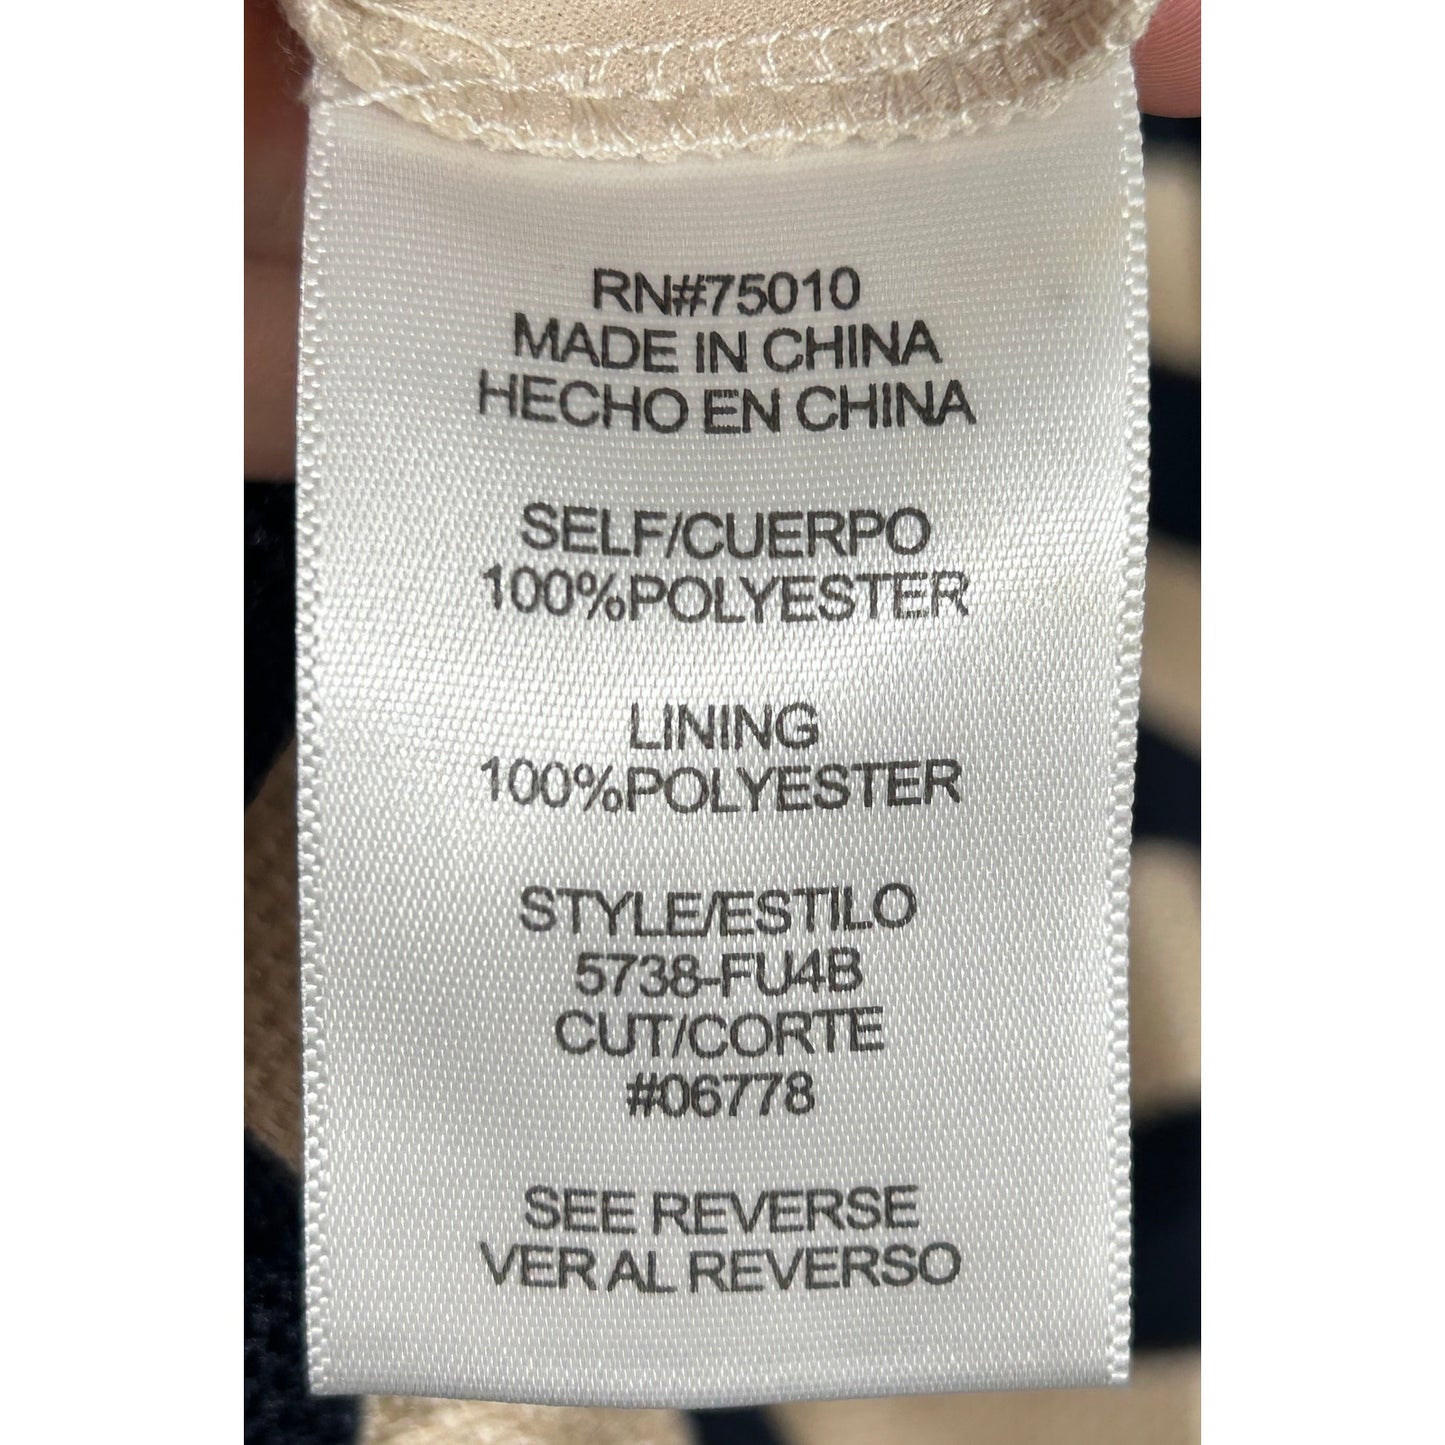 RN#75010
MADE IN CHINA
HECHO EN CHINA
SELF/CUERPO
100%POLYESTER
LINING
100%POLYESTER
STYLE/ESTILO
5738-FU4B
CUT/CORTE
#06778
SEE REVERSE
VER AL REVERSO